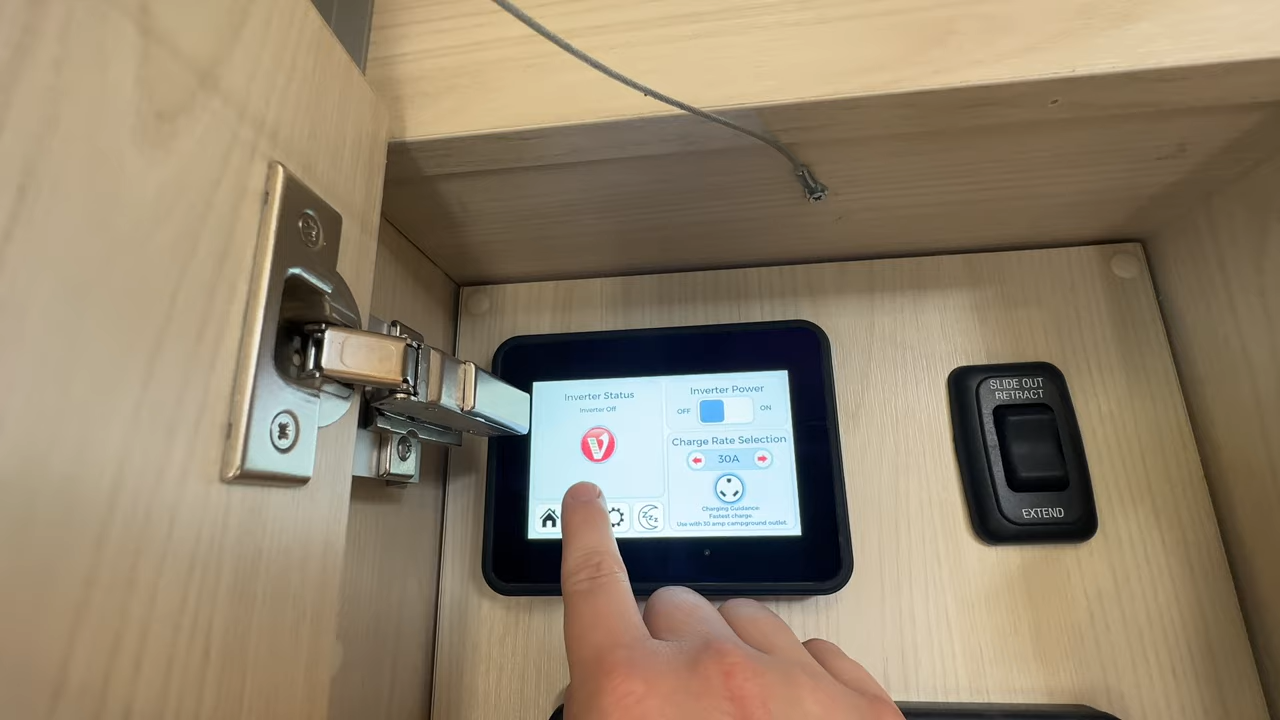 Inverter Status
Inverter Off
Inverter Power
OFF
ON
Charge Rate Selection
30A
Charging Guidance:
Fastest charge.
Use with 30 amp campground outlet.
zzz
SLIDE OUT
RETRACT
EXTEND